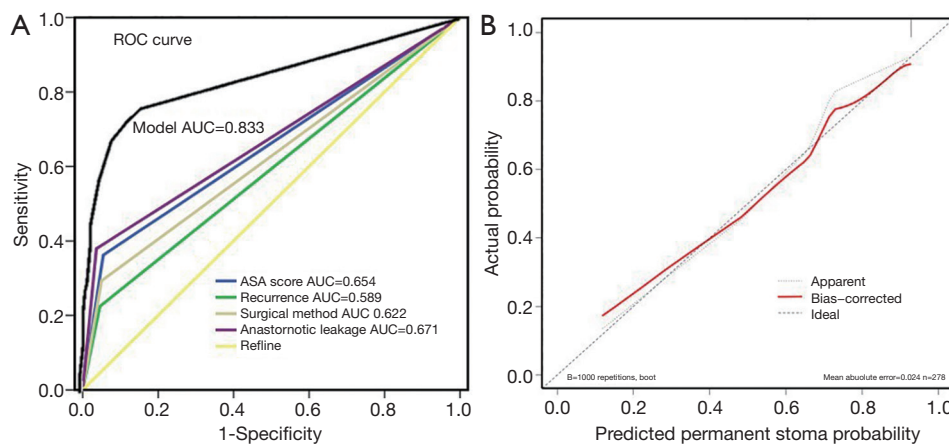 A
ROC curve
Model AUC=0.833
Sensitivity
1.0
0.8
0.6
0.4
0.2
0.0
ASA score AUC=0.654
Recurrence AUC=0.589
Surgical method AUC 0.622
Anastornotic leakage AUC=0.671
Refline
0.0 0.2 0.4 0.6 0.8 1.0
1-Specificity
B
Actual probability
1.0
0.8
0.6
0.4
0.2
0.0
Apparent
Bias-corrected
Ideal
B=1000 repetitions, boot
Mean abuolute error=0.024 n=278
0.0 0.2 0.4 0.6 0.8 1.0
Predicted permanent stoma probability